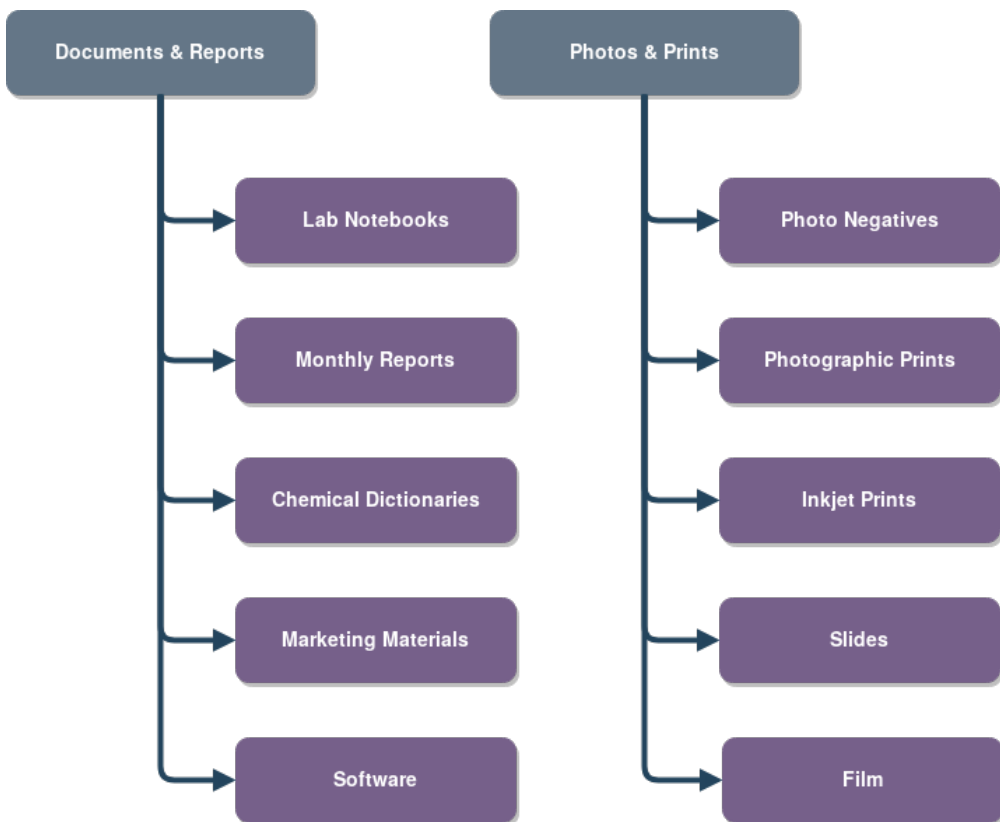 Documents & Reports
Lab Notebooks
Monthly Reports
Chemical Dictionaries
Marketing Materials
Software
Photos & Prints
Photo Negatives
Photographic Prints
Inkjet Prints
Slides
Film